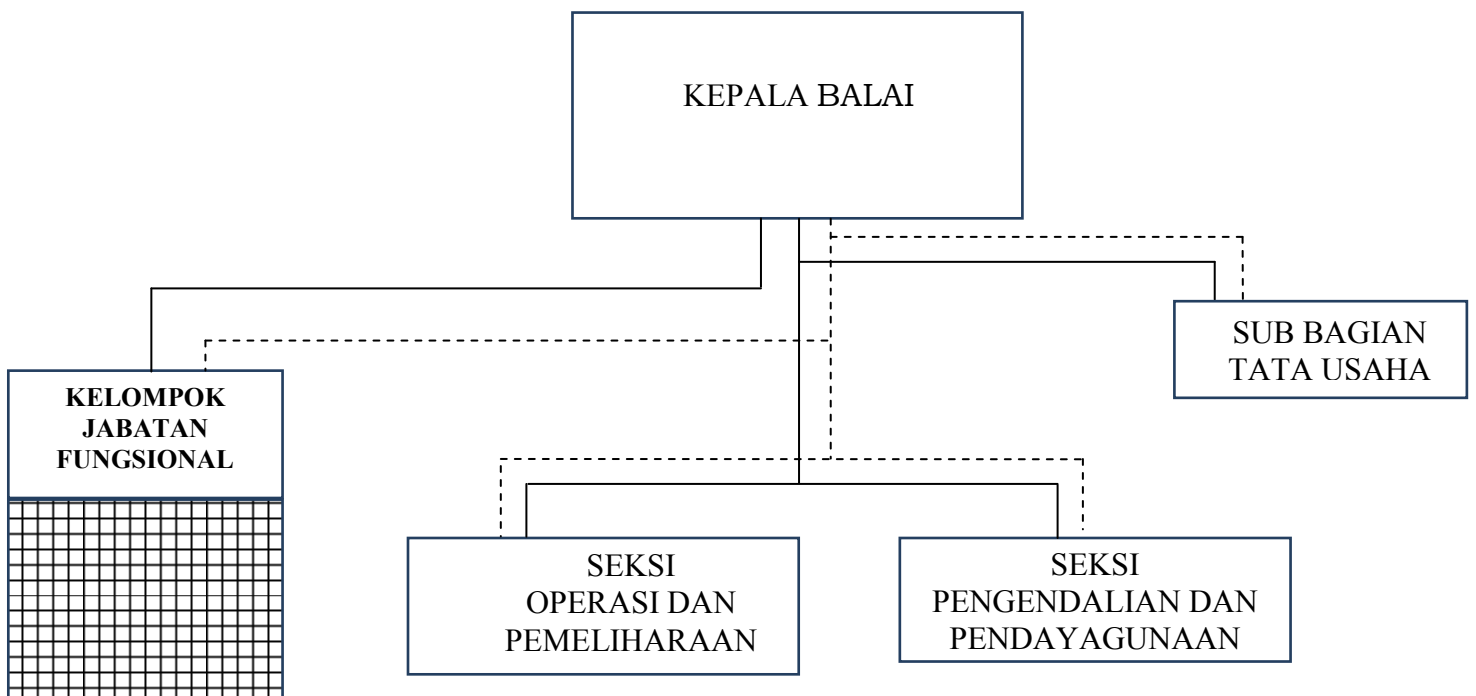 KEPALA BALAI
SUB BAGIAN
TATA USAHA
KELOMPOK
JABATAN
FUNGSIONAL
SEKSI
OPERASI DAN
PEMELIHARAAN
SEKSI
PENGENDALIAN DAN
PENDAYAGUNAAN